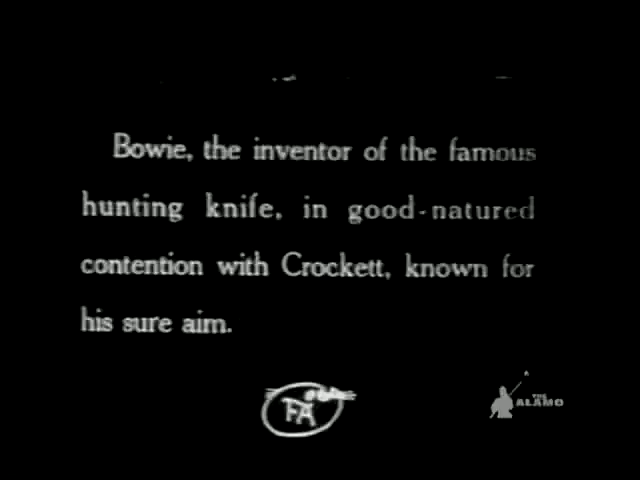 Bowie, the inventor of the famous
hunting knife, in good-natured
contention with Crockett, known for
his sure aim.
FA
THE
ALAMO